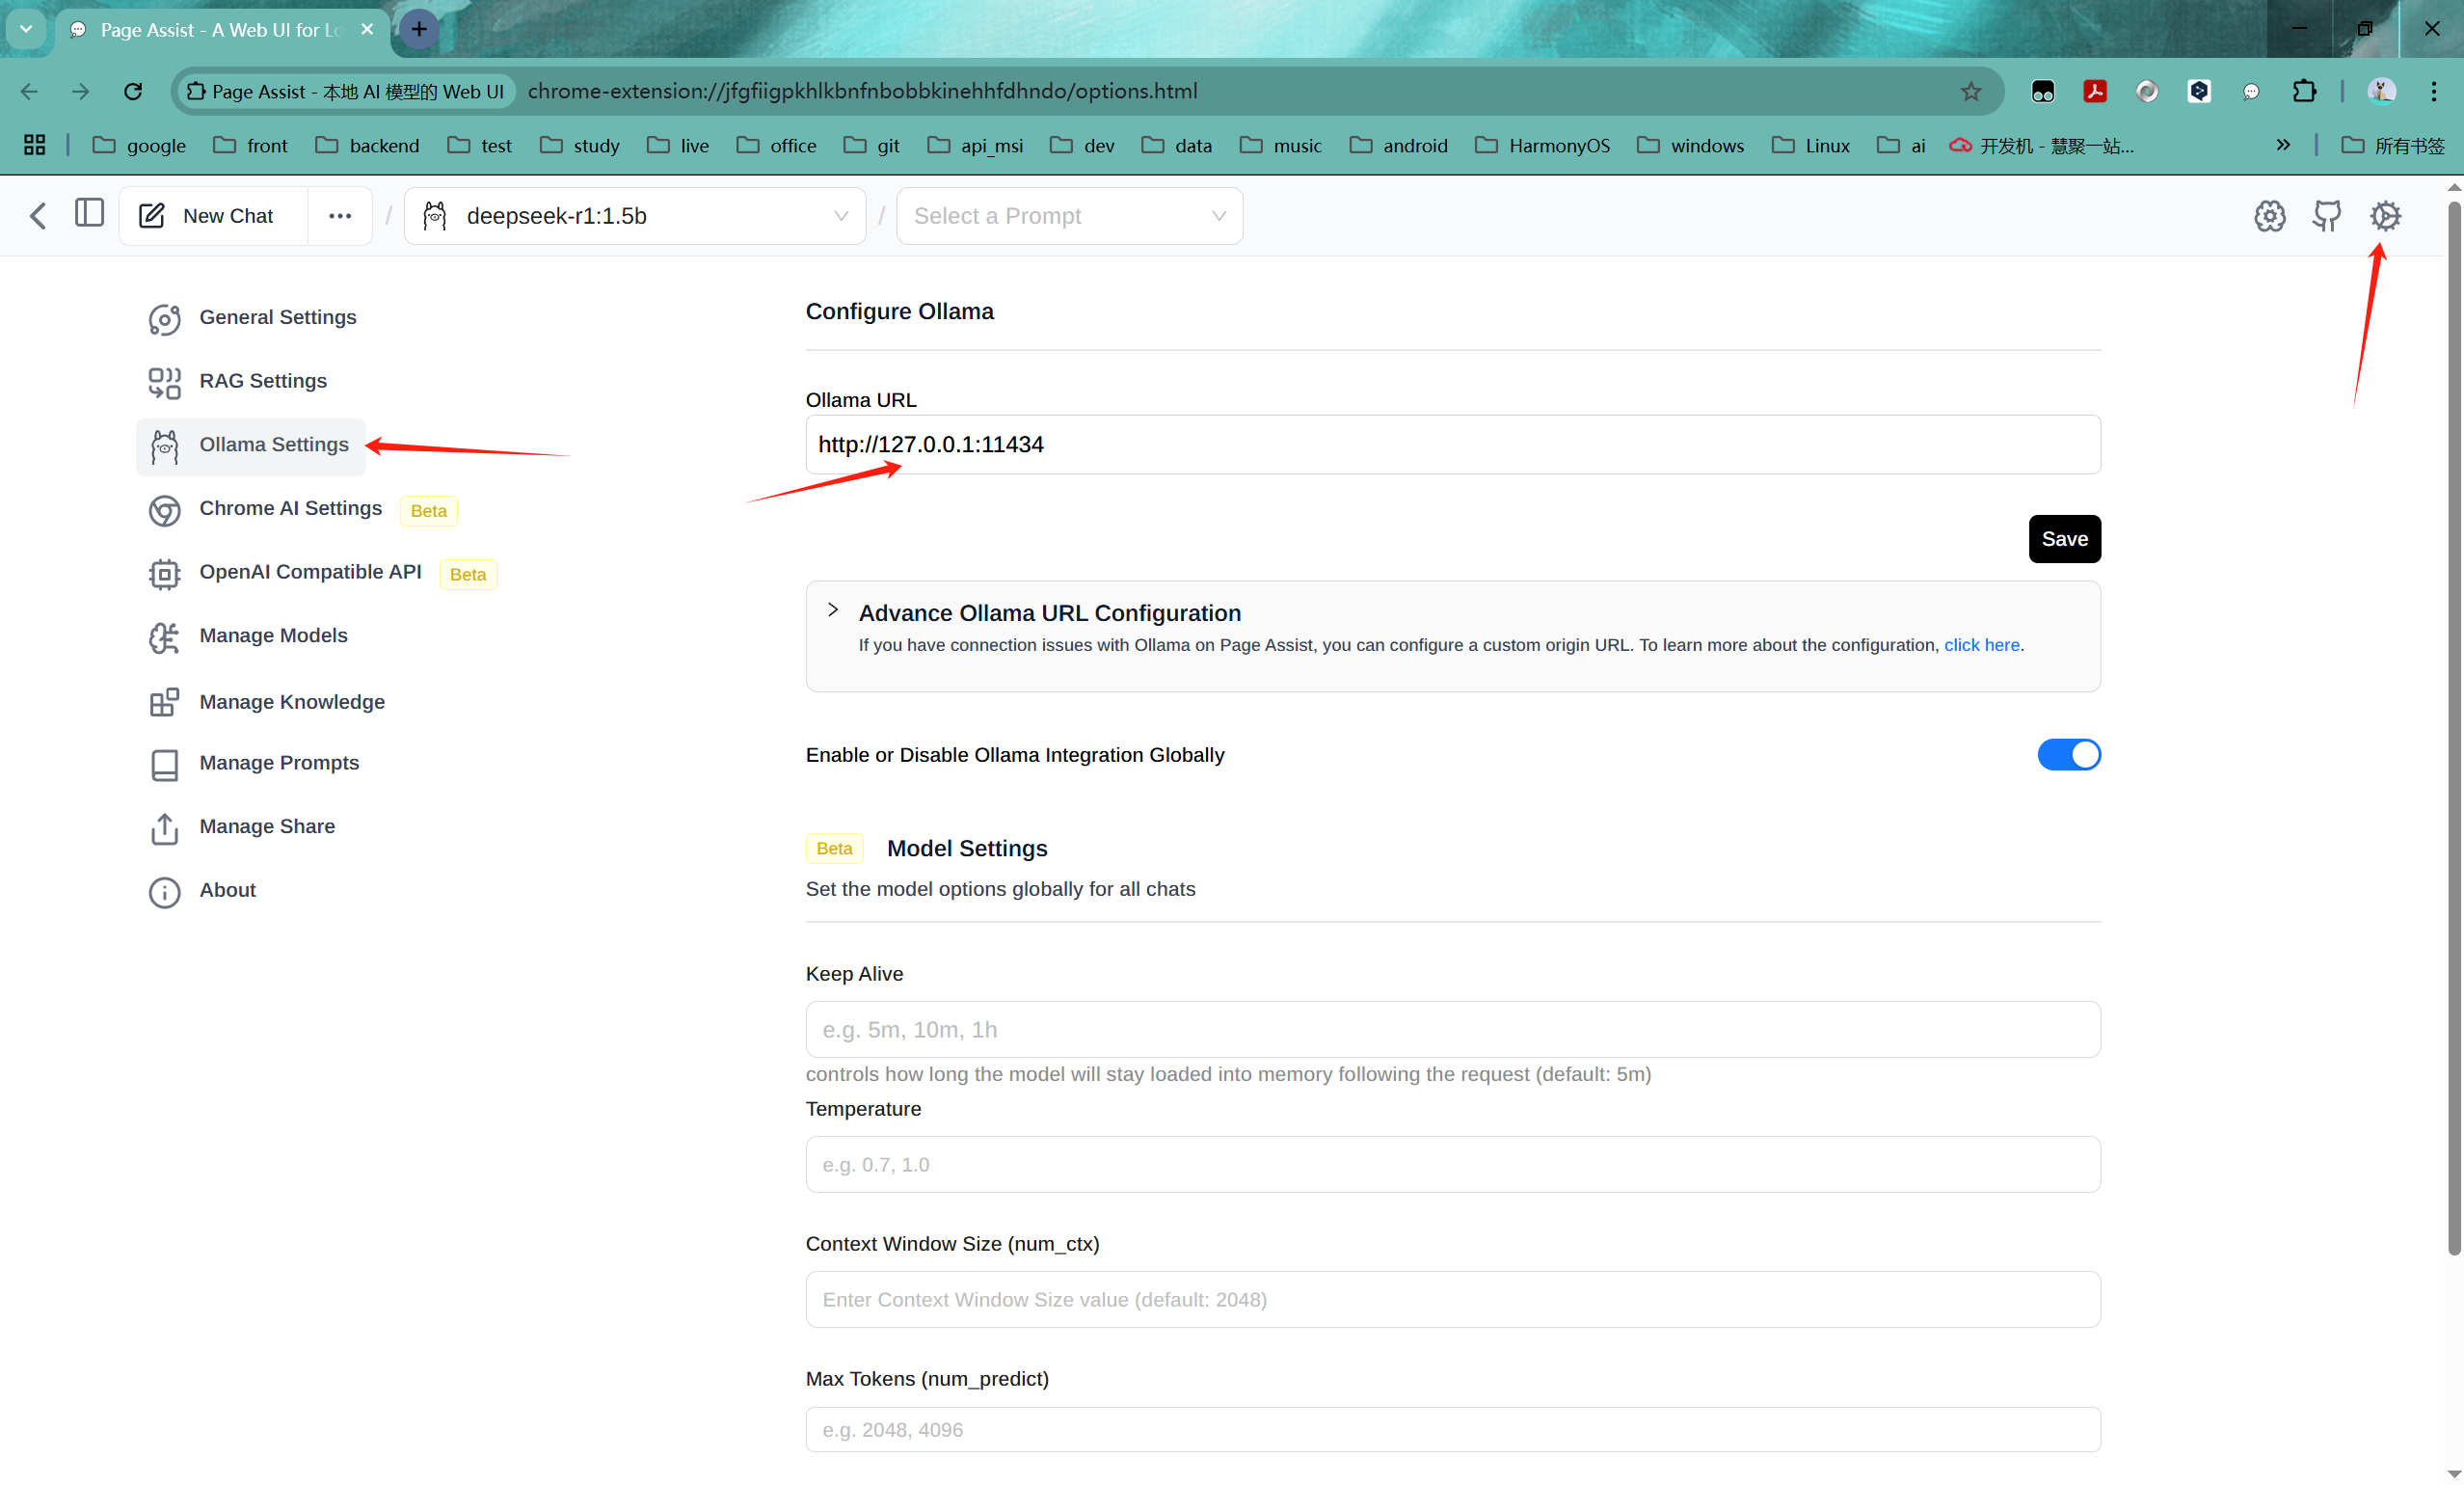 Page Assist - A Web UI for Lo
Page Assist - 本地 AI 模型的 Web UI
chrome-extension://jfgfiigpkhlkbnfnbobbkinehhfdhndo/options.html
google front backend test study live office git api_msi dev data music android HarmonyOS windows Linux ai 开发机 - 慧聚一站... » 所有书签
New Chat ... / deepseek-r1:1.5b / Select a Prompt
General Settings
RAG Settings
Ollama Settings
Chrome AI Settings Beta
OpenAI Compatible API Beta
Manage Models
Manage Knowledge
Manage Prompts
Manage Share
About
Configure Ollama
Ollama URL
http://127.0.0.1:11434
Save
Advance Ollama URL Configuration
If you have connection issues with Ollama on Page Assist, you can configure a custom origin URL. To learn more about the configuration, click here.
Enable or Disable Ollama Integration Globally
Beta Model Settings
Set the model options globally for all chats
Keep Alive
e.g. 5m, 10m, 1h
controls how long the model will stay loaded into memory following the request (default: 5m)
Temperature
e.g. 0.7, 1.0
Context Window Size (num_ctx)
Enter Context Window Size value (default: 2048)
Max Tokens (num_predict)
e.g. 2048, 4096